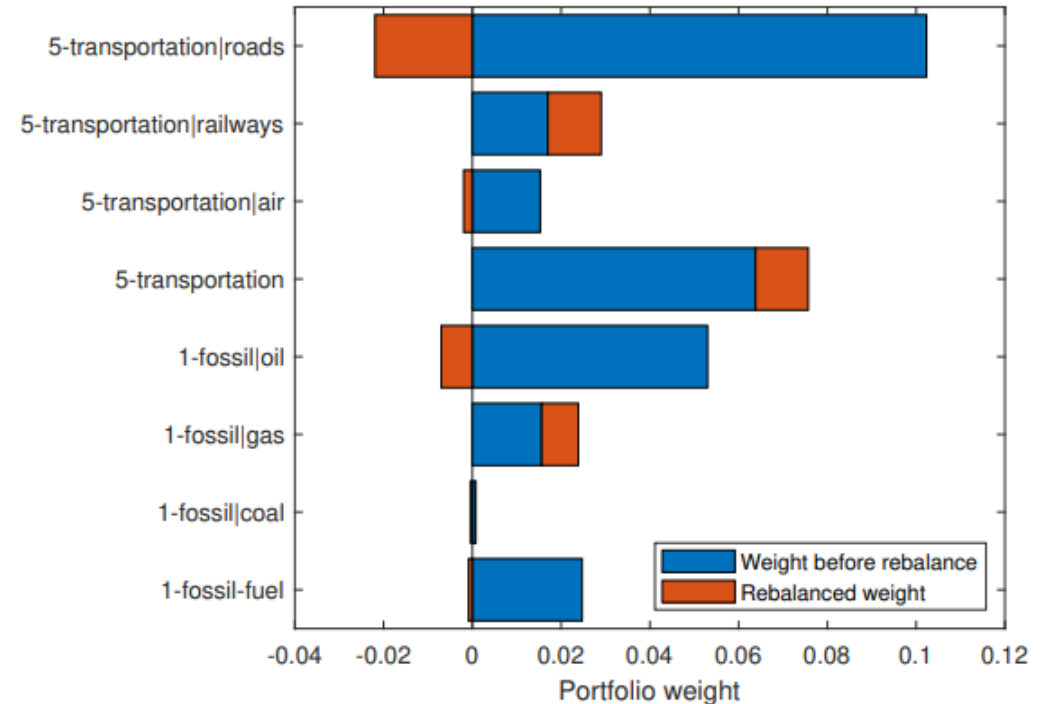 5-transportation|roads
5-transportation|railways
5-transportation|air
5-transportation
1-fossil|oil
1-fossil|gas
1-fossil|coal
1-fossil-fuel
Weight before rebalance
Rebalanced weight
-0.04 -0.02 0 0.02 0.04 0.06 0.08 0.1 0.12
Portfolio weight